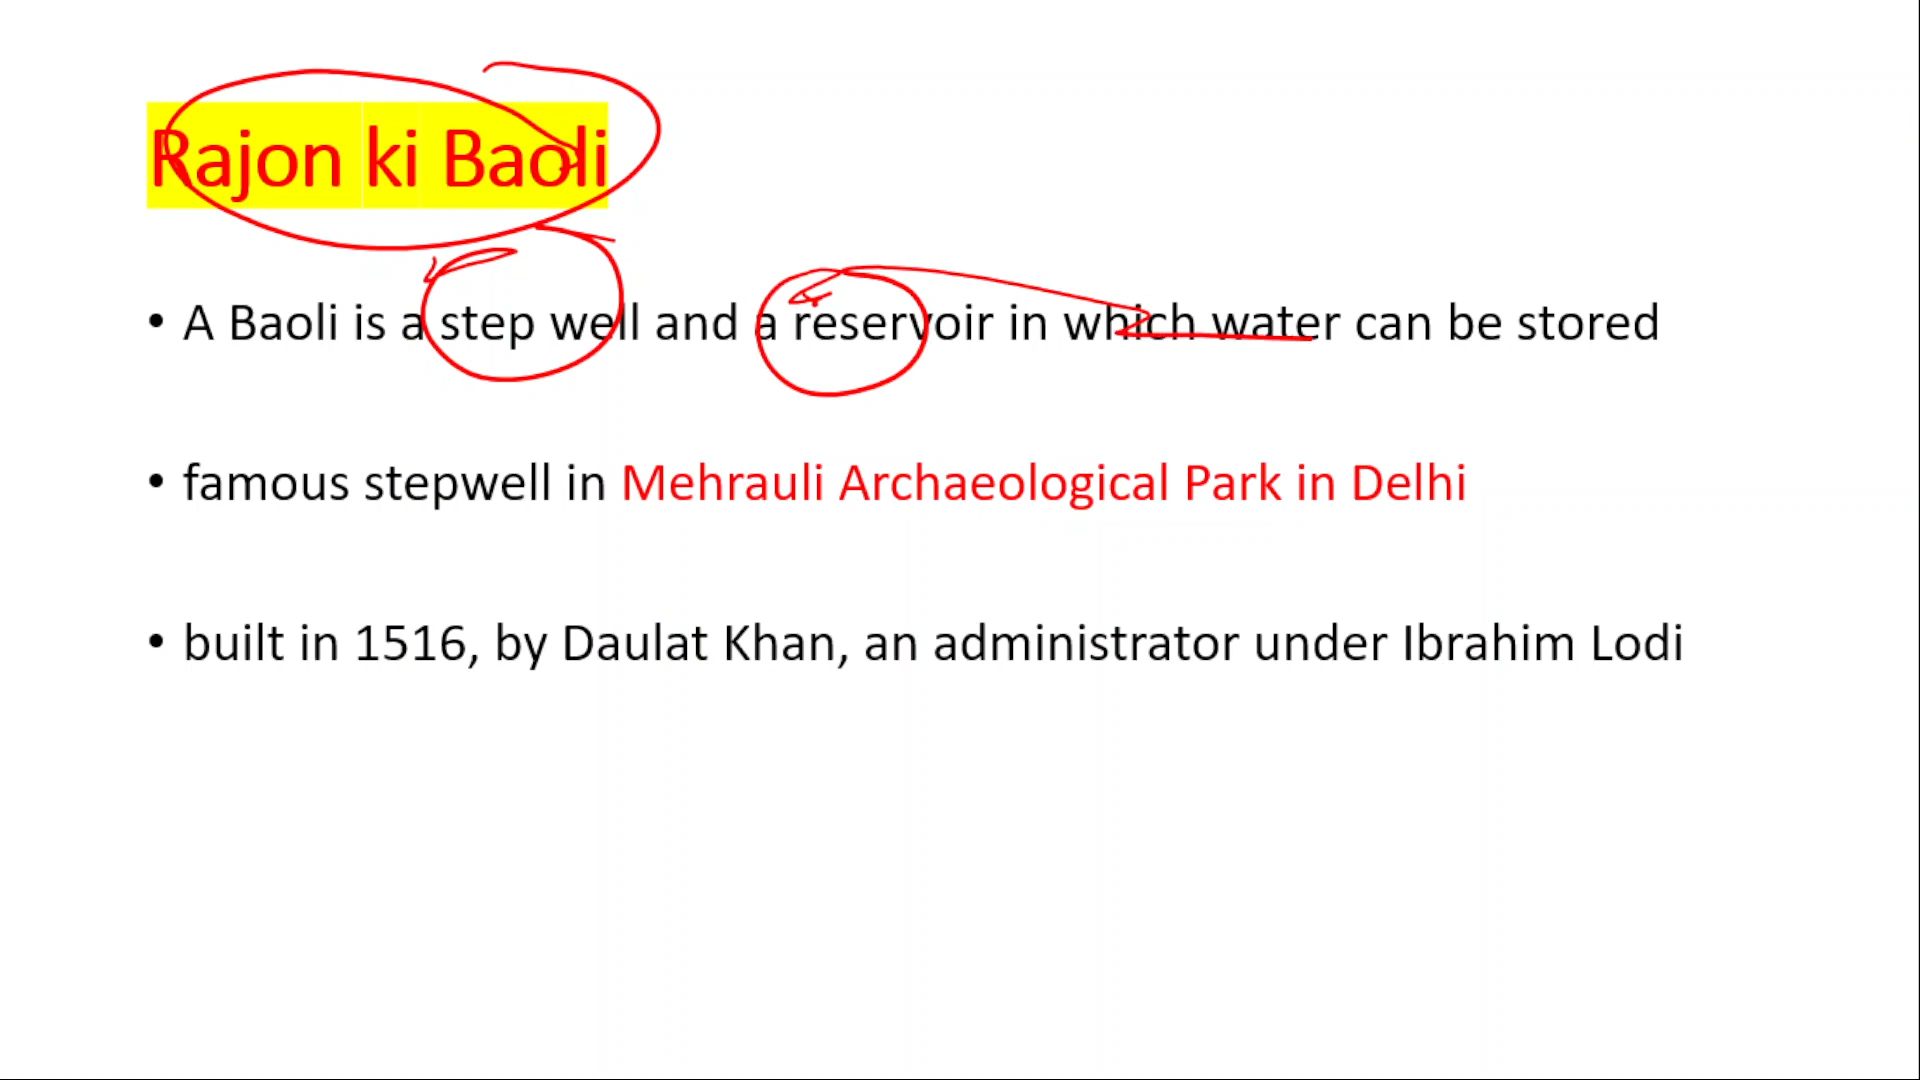 Rajon ki Baoli
• A Baoli is a step well and a reservoir in which water can be stored
• famous stepwell in Mehrauli Archaeological Park in Delhi
• built in 1516, by Daulat Khan, an administrator under Ibrahim Lodi